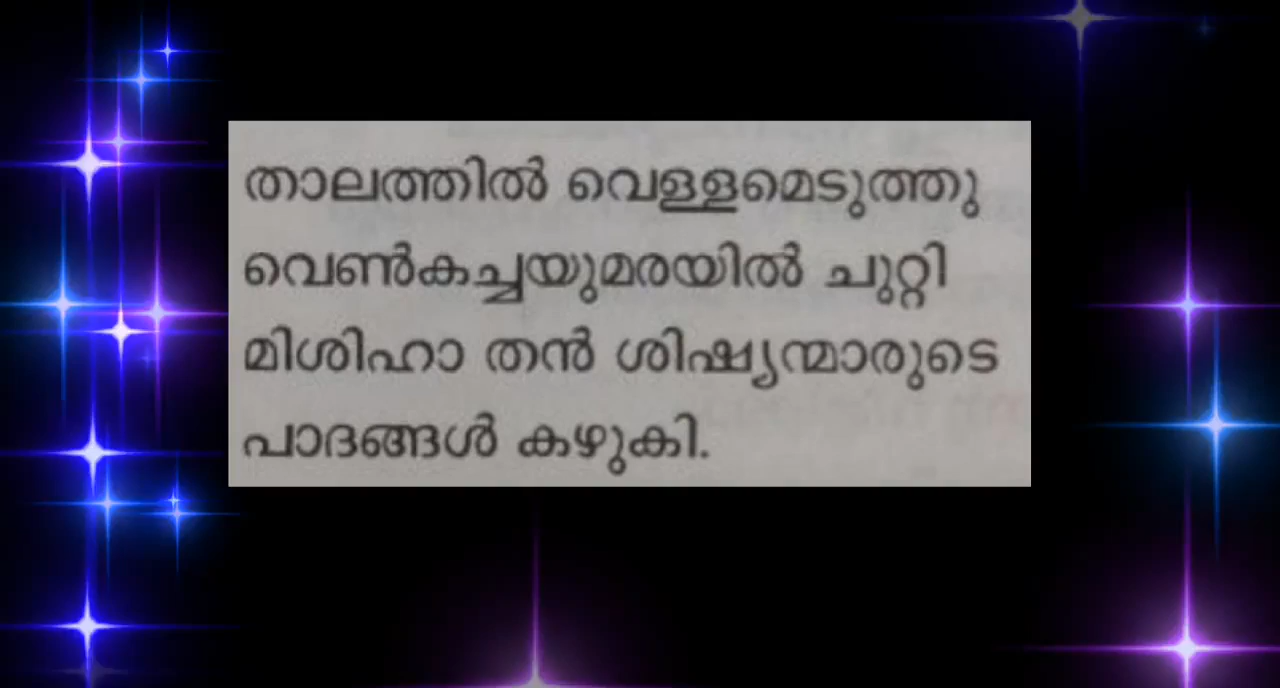 താലത്തിൽ വെള്ളമെടുത്തു
വെൺകച്ചയുമരയിൽ ചുറ്റി
മിശിഹാ തൻ ശിഷ്യന്മാരുടെ
പാദങ്ങൾ കഴുകി.